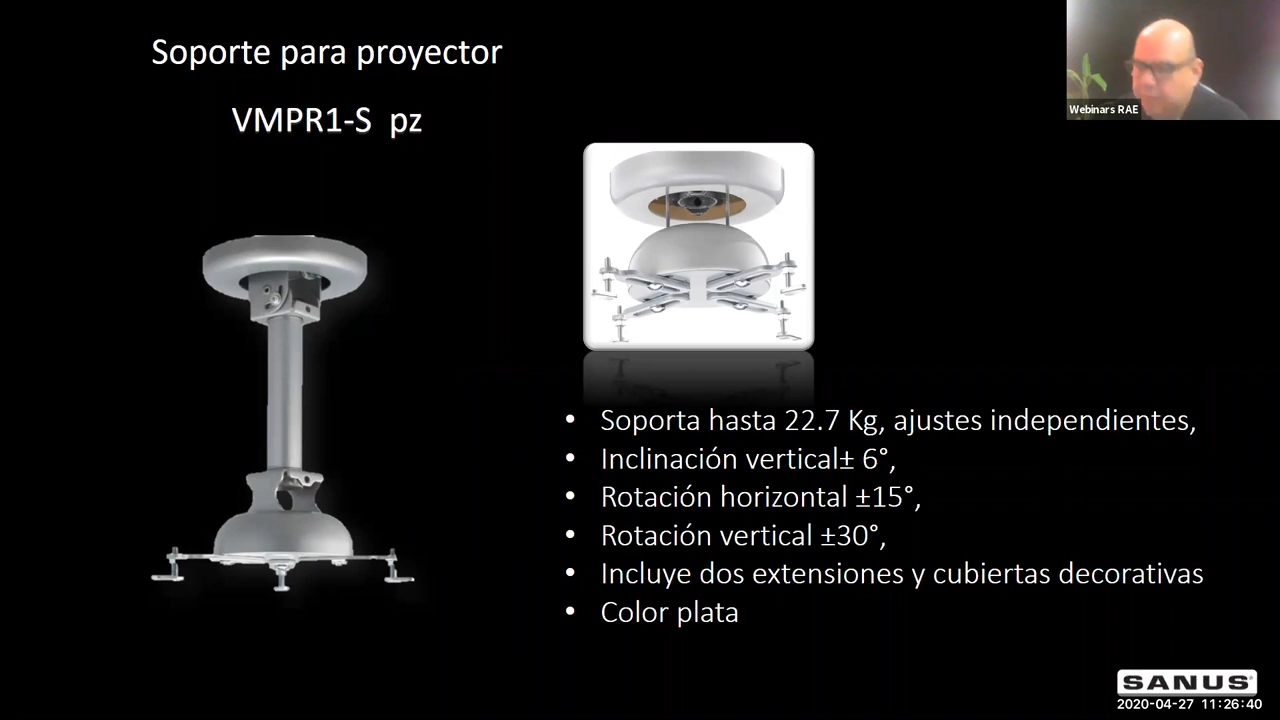 Soporte para proyector
VMPR1-S pz
Webinars RAE
• Soporta hasta 22.7 Kg, ajustes independientes,
• Inclinación vertical± 6°,
• Rotación horizontal ±15°,
• Rotación vertical ±30°,
• Incluye dos extensiones y cubiertas decorativas
• Color plata
SANUS
2020-04-27 11:26:40